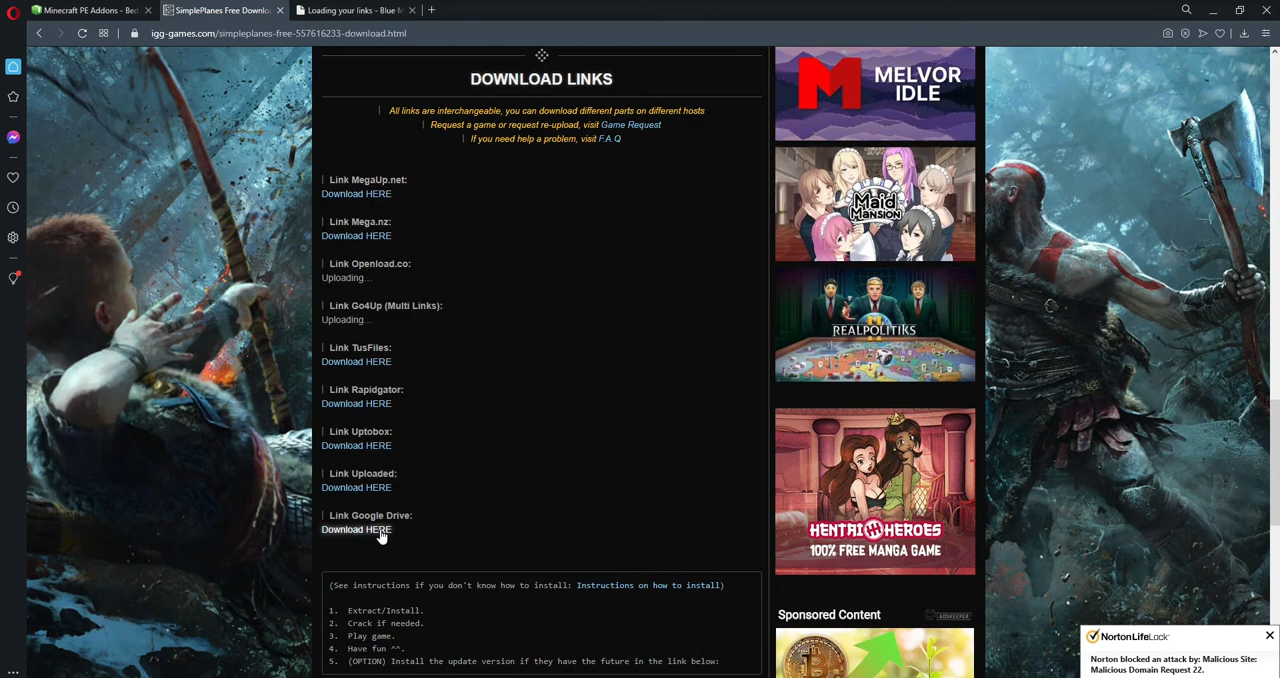 Minecraft PE Addons - Bed
SimplePlanes Free Downlo
Loading your links - Blue M
igg-games.com/simpleplanes-free-557616233-download.html
DOWNLOAD LINKS
All links are interchangeable, you can download different parts on different hosts
Request a game or request re-upload, visit Game Request
If you need help a problem, visit F.A.Q
Link MegaUp.net:
Download HERE
Link Mega.nz:
Download HERE
Link Openload.co:
Uploading…
Link Go4Up (Multi Links):
Uploading…
Link TusFiles:
Download HERE
Link Rapidgator:
Download HERE
Link Uptobox:
Download HERE
Link Uploaded:
Download HERE
Link Google Drive:
Download HERE
(See instructions if you don't know how to install: Instructions on how to install)
1. Extract/Install.
2. Crack if needed.
3. Play game.
4. Have fun ^^.
5. (OPTION) Install the update version if they have the future in the link below:
MELVOR
IDLE
Maid
MANSION
REALPOLITIKS
II
HENTAI HEROES
100% FREE MANGA GAME
Sponsored Content
ADSKEEPER
NortonLifeLock
Norton blocked an attack by: Malicious Site:
Malicious Domain Request 22.